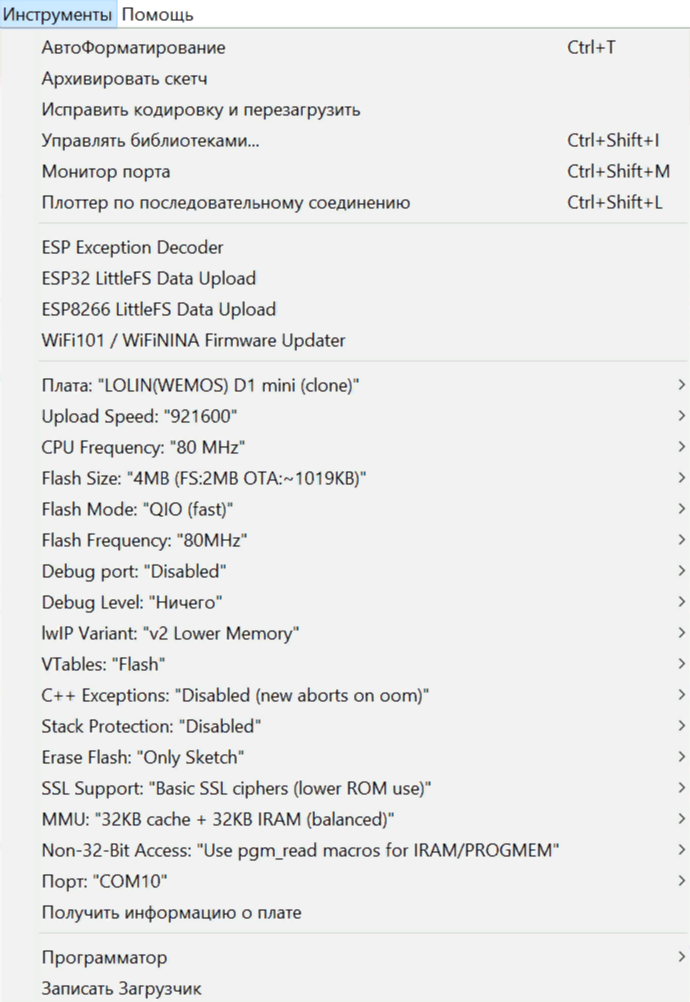 Инструменты Помощь
АвтоФорматирование Ctrl+T
Архивировать скетч
Исправить кодировку и перезагрузить
Управлять библиотеками... Ctrl+Shift+I
Монитор порта Ctrl+Shift+M
Плоттер по последовательному соединению Ctrl+Shift+L
ESP Exception Decoder
ESP32 LittleFS Data Upload
ESP8266 LittleFS Data Upload
WiFi101 / WiFiNINA Firmware Updater
Плата: "LOLIN(WEMOS) D1 mini (clone)"
Upload Speed: "921600"
CPU Frequency: "80 MHz"
Flash Size: "4MB (FS:2MB OTA:~1019KB)"
Flash Mode: "QIO (fast)"
Flash Frequency: "80MHz"
Debug port: "Disabled"
Debug Level: "Ничего"
lwIP Variant: "v2 Lower Memory"
VTables: "Flash"
C++ Exceptions: "Disabled (new aborts on oom)"
Stack Protection: "Disabled"
Erase Flash: "Only Sketch"
SSL Support: "Basic SSL ciphers (lower ROM use)"
MMU: "32KB cache + 32KB IRAM (balanced)"
Non-32-Bit Access: "Use pgm_read macros for IRAM/PROGMEM"
Порт: "COM10"
Получить информацию о плате
Программатор
Записать Загрузчик